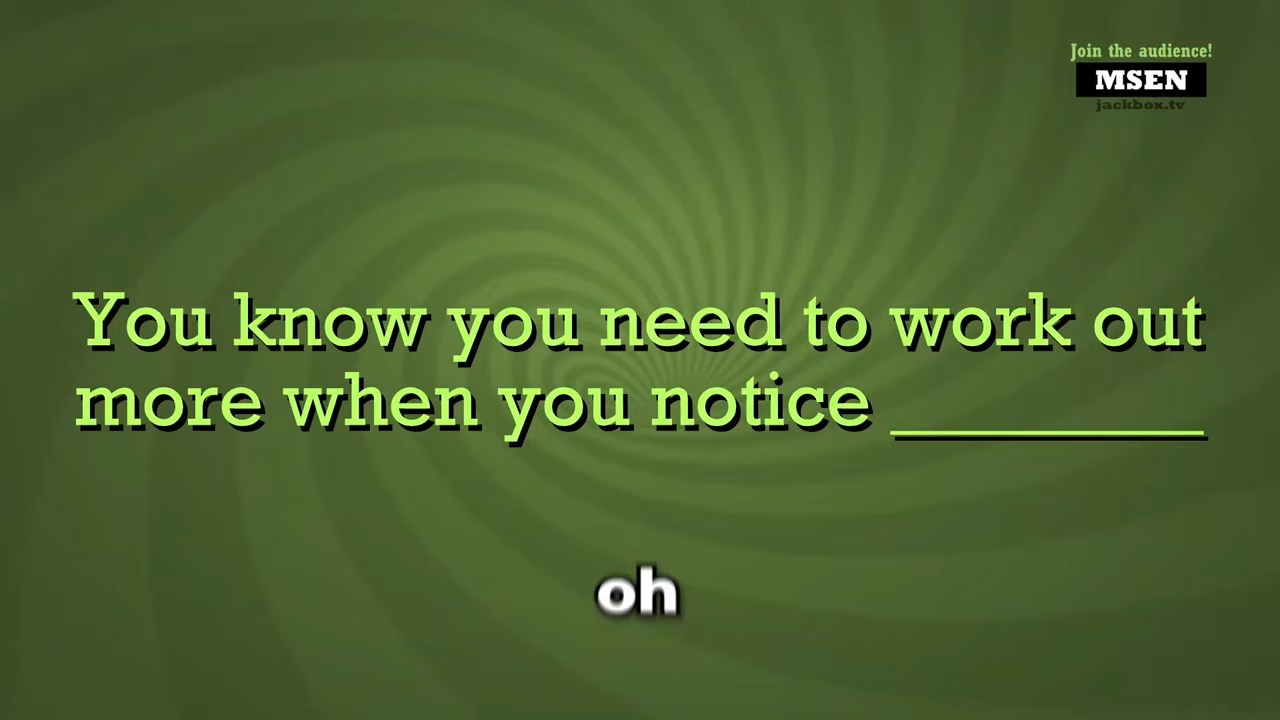 Join the audience!
MSEN
jackbox.tv
You know you need to work out
more when you notice ________
oh